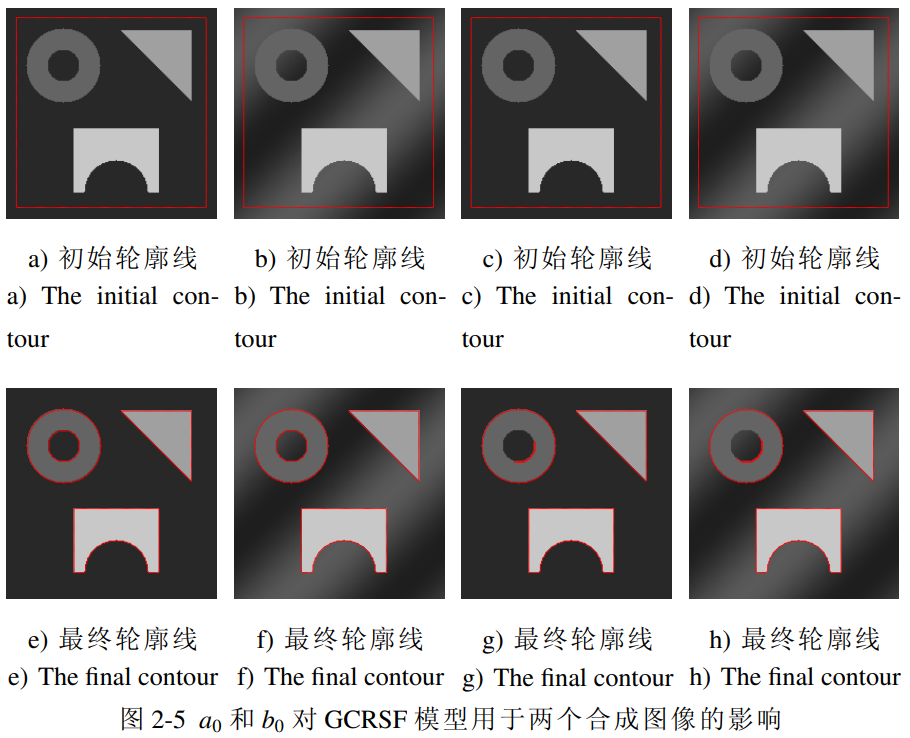 a) 初始轮廓线
a) The initial con-
tour
b) 初始轮廓线
b) The initial con-
tour
c) 初始轮廓线
c) The initial con-
tour
d) 初始轮廓线
d) The initial con-
tour
e) 最终轮廓线
e) The final contour
f) 最终轮廓线
f) The final contour
g) 最终轮廓线
g) The final contour
h) 最终轮廓线
h) The final contour
图 2-5 a₀ 和 b₀ 对 GCRSF 模型用于两个合成图像的影响